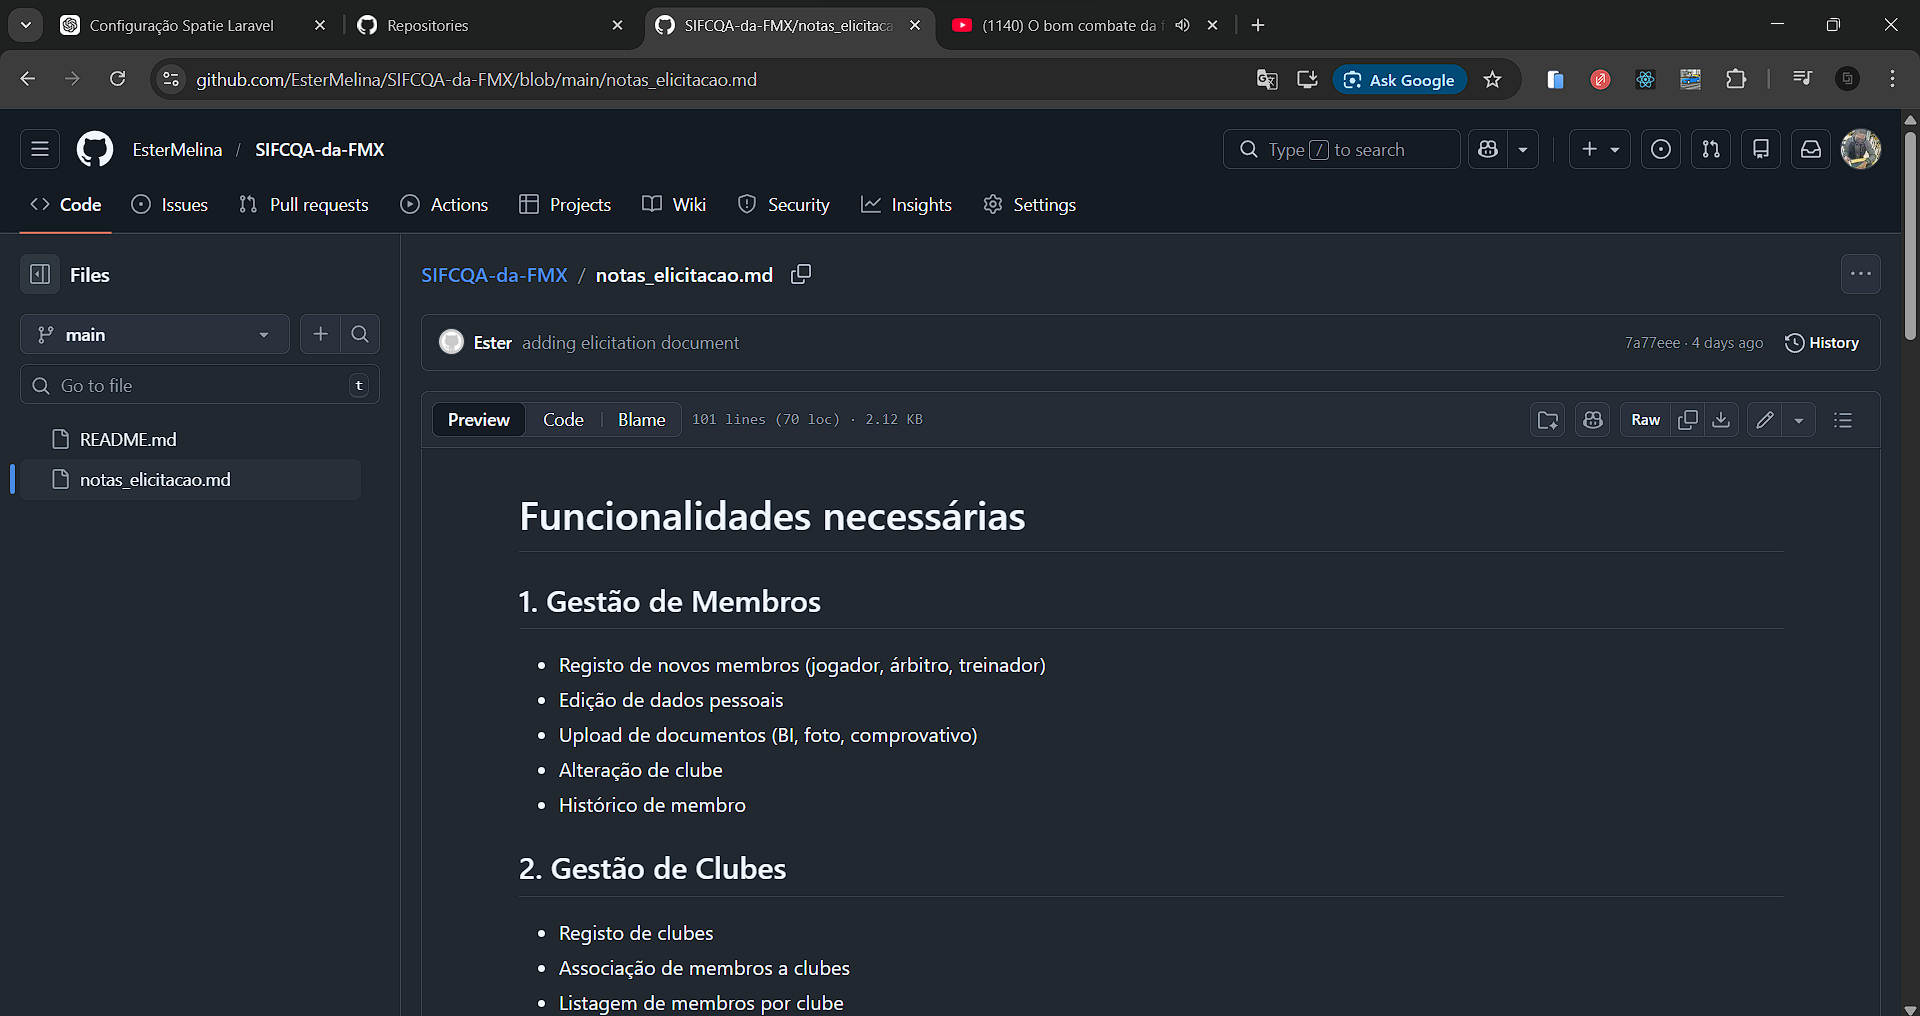 Configuração Spatie Laravel
Repositories
SIFCQA-da-FMX/notas_elicitaca
(1140) O bom combate da f
github.com/EsterMelina/SIFCQA-da-FMX/blob/main/notas_elicitacao.md
Ask Google
EsterMelina / SIFCQA-da-FMX
Type / to search
Code
Issues
Pull requests
Actions
Projects
Wiki
Security
Insights
Settings
Files
SIFCQA-da-FMX / notas_elicitacao.md
main
Ester adding elicitation document
7a77eee · 4 days ago
History
Go to file
t
Preview
Code
Blame
101 lines (70 loc) · 2.12 KB
Raw
README.md
notas_elicitacao.md
Funcionalidades necessárias
1. Gestão de Membros
• Registo de novos membros (jogador, árbitro, treinador)
• Edição de dados pessoais
• Upload de documentos (BI, foto, comprovativo)
• Alteração de clube
• Histórico de membro
2. Gestão de Clubes
• Registo de clubes
• Associação de membros a clubes
• Listagem de membros por clube